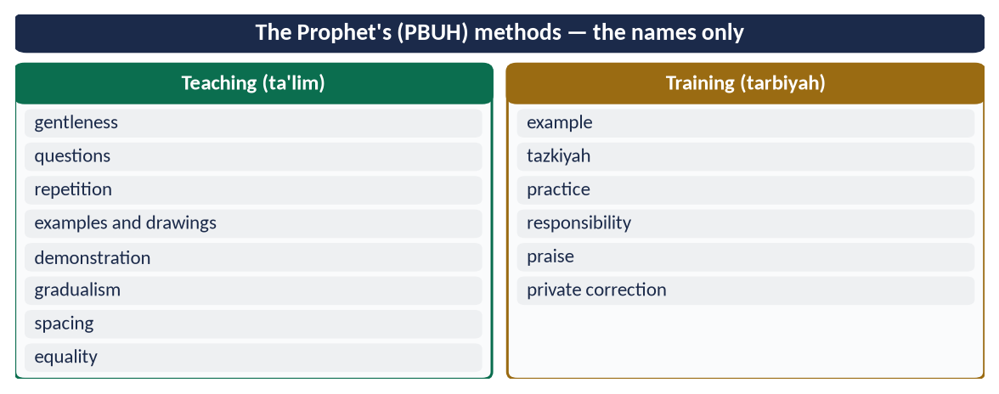 The Prophet's (PBUH) methods — the names only
Teaching (ta'lim)
gentleness
questions
repetition
examples and drawings
demonstration
gradualism
spacing
equality
Training (tarbiyah)
example
tazkiyah
practice
responsibility
praise
private correction